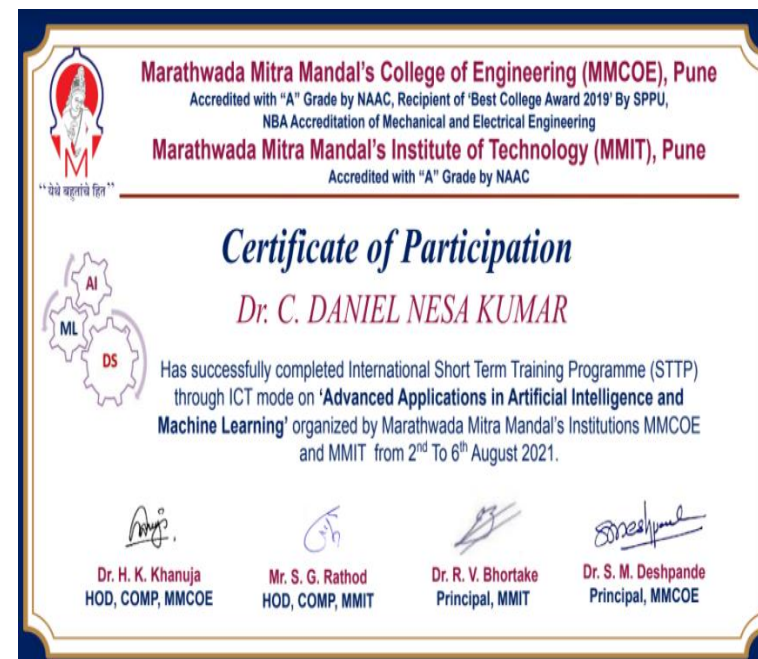 Marathwada Mitra Mandal's College of Engineering (MMCOE), Pune
Accredited with “A” Grade by NAAC, Recipient of ‘Best College Award 2019’ By SPPU,
NBA Accreditation of Mechanical and Electrical Engineering
Marathwada Mitra Mandal's Institute of Technology (MMIT), Pune
Accredited with “A” Grade by NAAC
M
“येथे बहुतांचे हित”
Certificate of Participation
Dr. C. DANIEL NESA KUMAR
AI
ML
DS
Has successfully completed International Short Term Training Programme (STTP)
through ICT mode on ‘Advanced Applications in Artificial Intelligence and
Machine Learning’ organized by Marathwada Mitra Mandal's Institutions MMCOE
and MMIT from 2nd To 6th August 2021.
Dr. H. K. Khanuja
HOD, COMP, MMCOE
Mr. S. G. Rathod
HOD, COMP, MMIT
Dr. R. V. Bhortake
Principal, MMIT
Dr. S. M. Deshpande
Principal, MMCOE